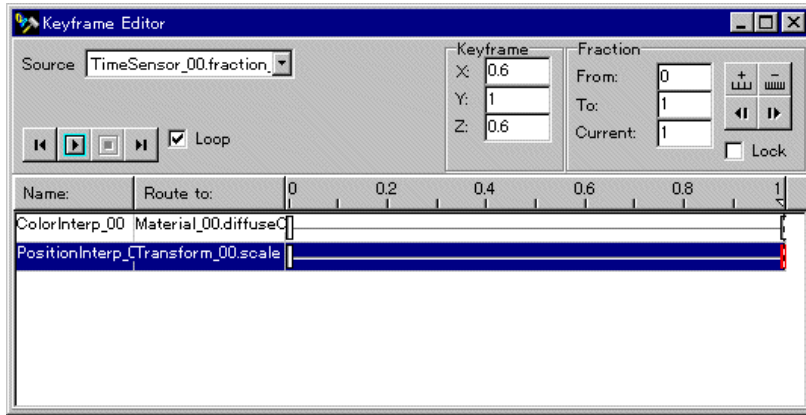 Keyframe Editor
Source TimeSensor_00.fraction_
Loop
Keyframe
X: 0.6
Y: 1
Z: 0.6
Fraction
From: 0
To: 1
Current: 1
Lock
Name: Route to: 0 0.2 0.4 0.6 0.8 1
ColorInterp_00 Material_00.diffuseC
PositionInterp_ Transform_00.scale